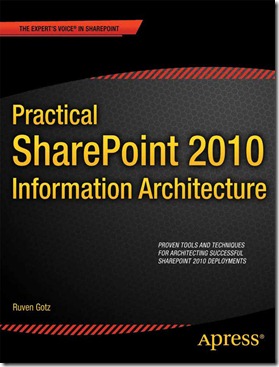 THE EXPERT'S VOICE® IN SHAREPOINT
Practical
SharePoint 2010
Information Architecture
PROVEN TOOLS AND TECHNIQUES
FOR ARCHITECTING SUCCESSFUL
SHAREPOINT 2010 DEPLOYMENTS
Ruven Gotz
Apress®